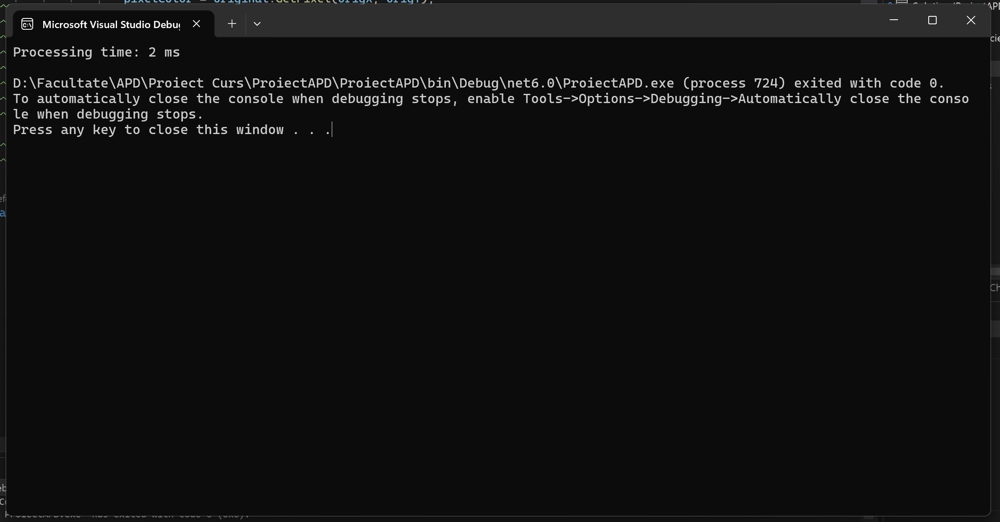 Microsoft Visual Studio Debu
Processing time: 2 ms
D:\Facultate\APD\Proiect Curs\ProiectAPD\ProiectAPD\bin\Debug\net6.0\ProiectAPD.exe (process 724) exited with code 0.
To automatically close the console when debugging stops, enable Tools->Options->Debugging->Automatically close the conso
le when debugging stops.
Press any key to close this window . . .